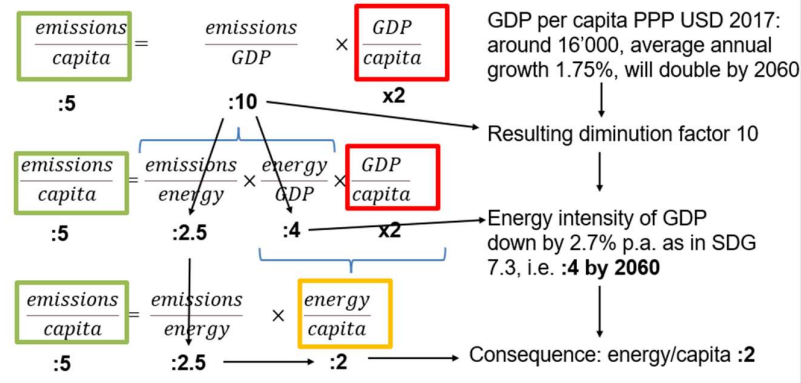 emissions/capita = emissions/GDP × GDP/capita
:5 :10 x2
emissions/capita = emissions/energy × energy/GDP × GDP/capita
:5 :2.5 :4 x2
emissions/capita = emissions/energy × energy/capita
:5 :2.5 :2
GDP per capita PPP USD 2017:
around 16’000, average annual
growth 1.75%, will double by 2060
Resulting diminution factor 10
Energy intensity of GDP
down by 2.7% p.a. as in SDG
7.3, i.e. :4 by 2060
Consequence: energy/capita :2